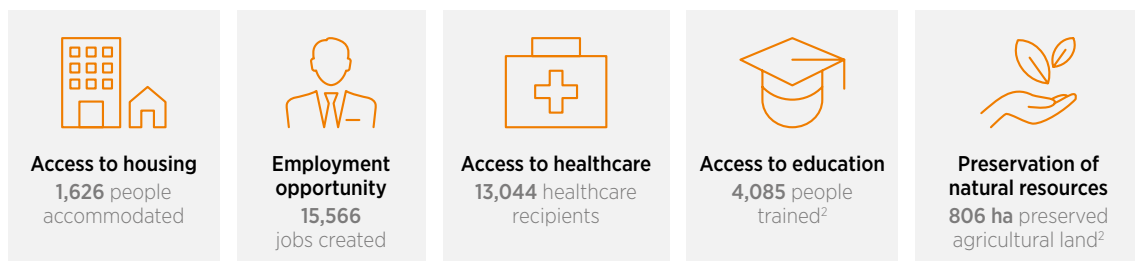 Access to housing
1,626 people
accommodated
Employment
opportunity
15,566
jobs created
Access to healthcare
13,044 healthcare
recipients
Access to education
4,085 people
trained²
Preservation of
natural resources
806 ha preserved
agricultural land²